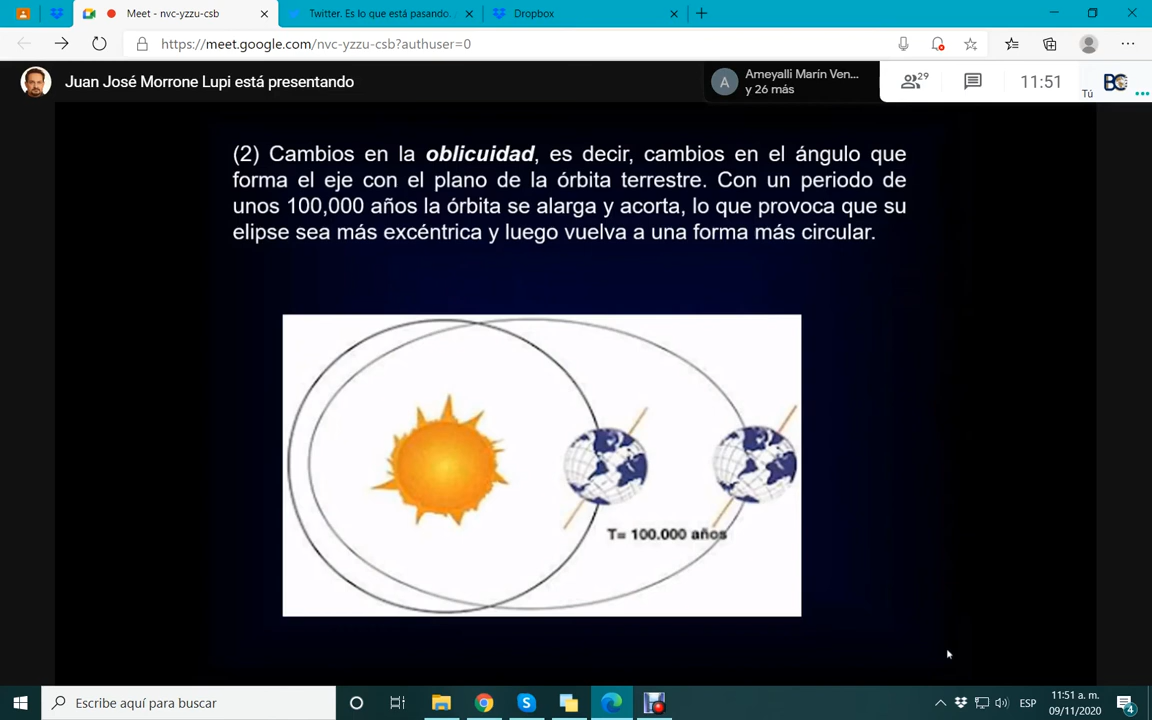 Meet - nvc-yzzu-csb
Twitter. Es lo que está pasando.
Dropbox
https://meet.google.com/nvc-yzzu-csb?authuser=0
Juan José Morrone Lupi está presentando
A
Ameyalli Marín Ven...
y 26 más
29
11:51
Tú
BC
(2) Cambios en la oblicuidad, es decir, cambios en el ángulo que
forma el eje con el plano de la órbita terrestre. Con un periodo de
unos 100,000 años la órbita se alarga y acorta, lo que provoca que su
elipse sea más excéntrica y luego vuelva a una forma más circular.
T= 100.000 años
Escribe aquí para buscar
ESP
11:51 a. m.
09/11/2020
4